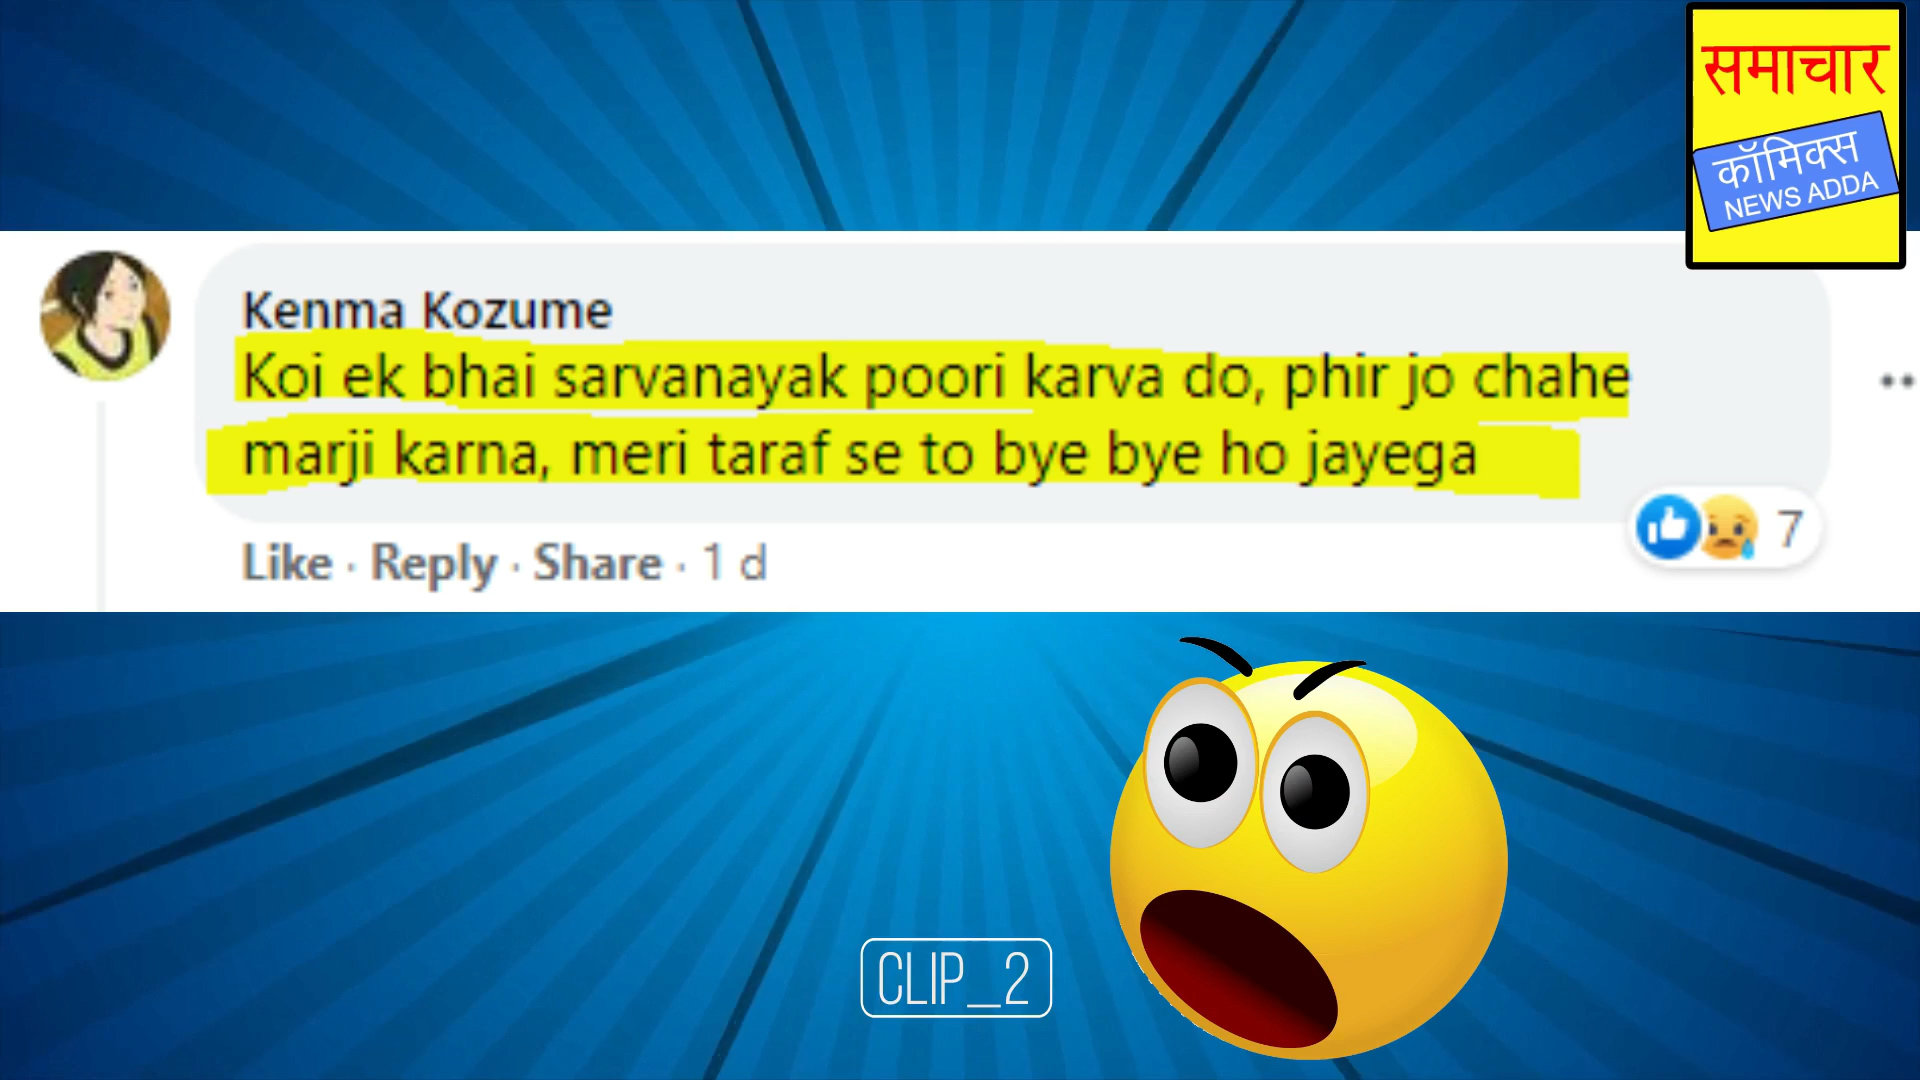 समाचार
कॉमिक्स
NEWS ADDA
Kenma Kozume
Koi ek bhai sarvanayak poori karva do, phir jo chahe
marji karna, meri taraf se to bye bye ho jayega
Like · Reply · Share · 1 d
7
CLIP_2